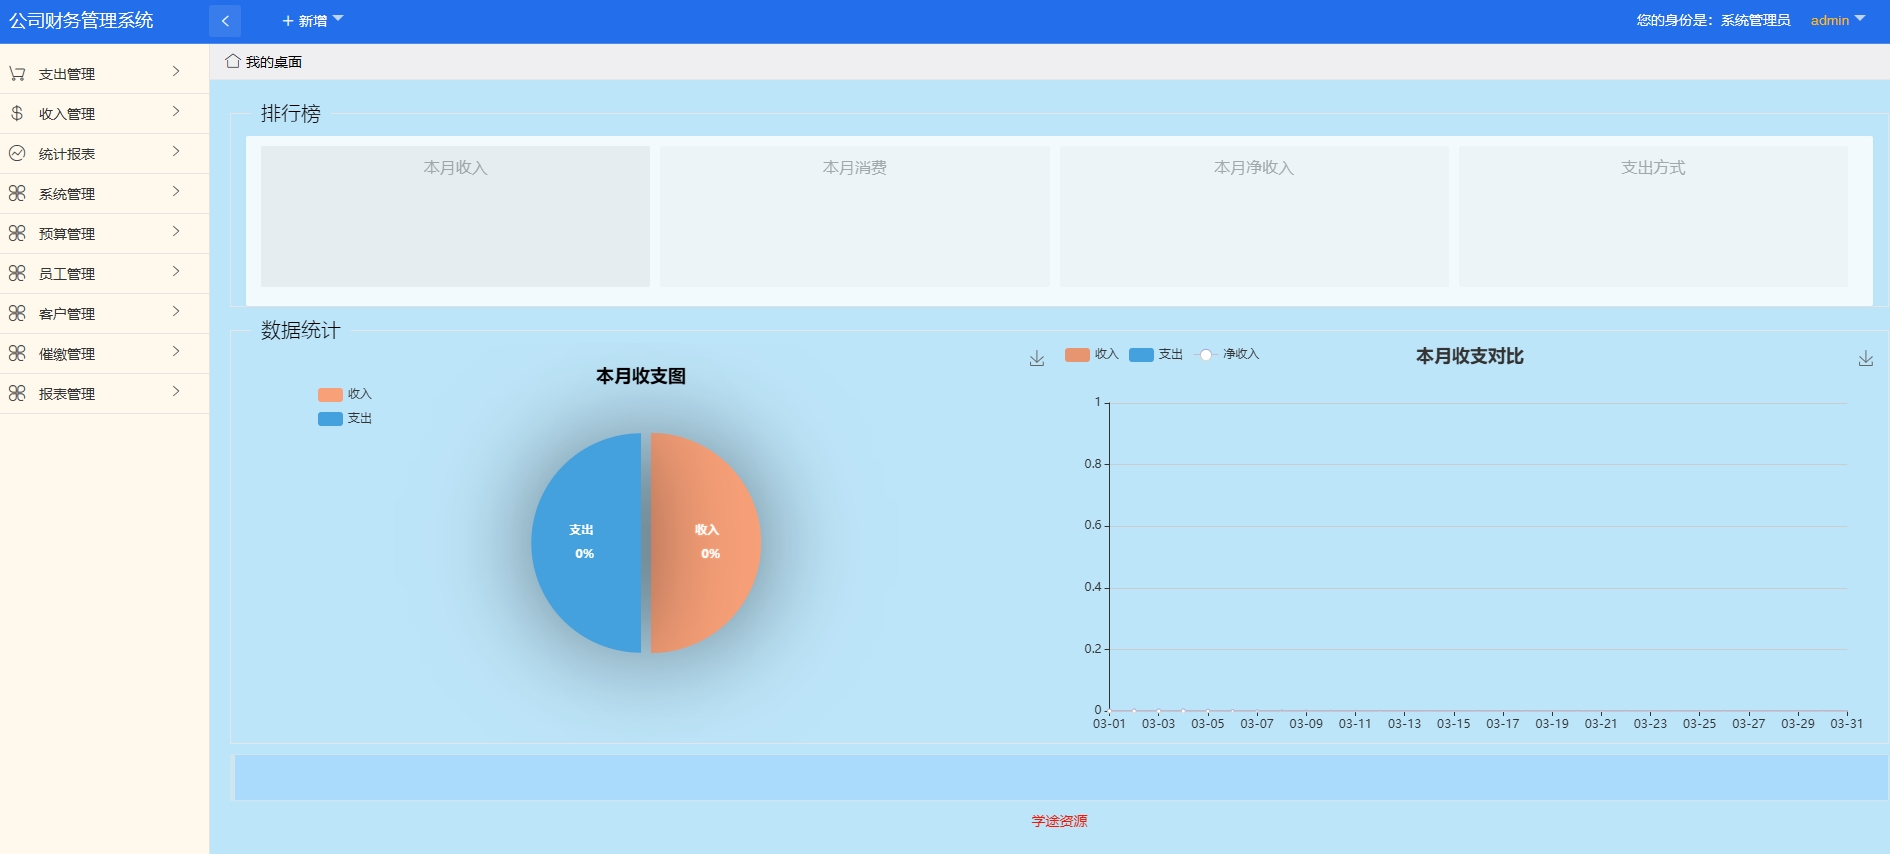 公司财务管理系统
新增
您的身份是：系统管理员 admin
支出管理
收入管理
统计报表
系统管理
预算管理
员工管理
客户管理
催缴管理
报表管理
我的桌面
排行榜
本月收入 本月消费 本月净收入 支出方式
数据统计
本月收支图
收入
支出
支出
0%
收入
0%
收入 支出 净收入
本月收支对比
1
0.8
0.6
0.4
0.2
0
03-01 03-03 03-05 03-07 03-09 03-11 03-13 03-15 03-17 03-19 03-21 03-23 03-25 03-27 03-29 03-31
学途资源